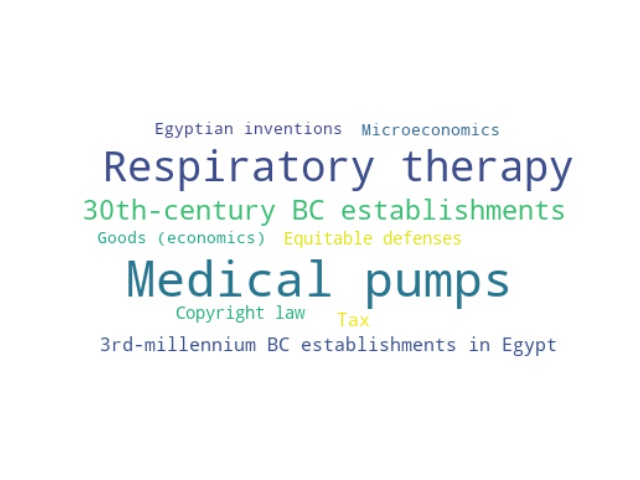 Egyptian inventions Microeconomics
Respiratory therapy
30th-century BC establishments
Goods (economics) Equitable defenses
Medical pumps
Copyright law Tax
3rd-millennium BC establishments in Egypt